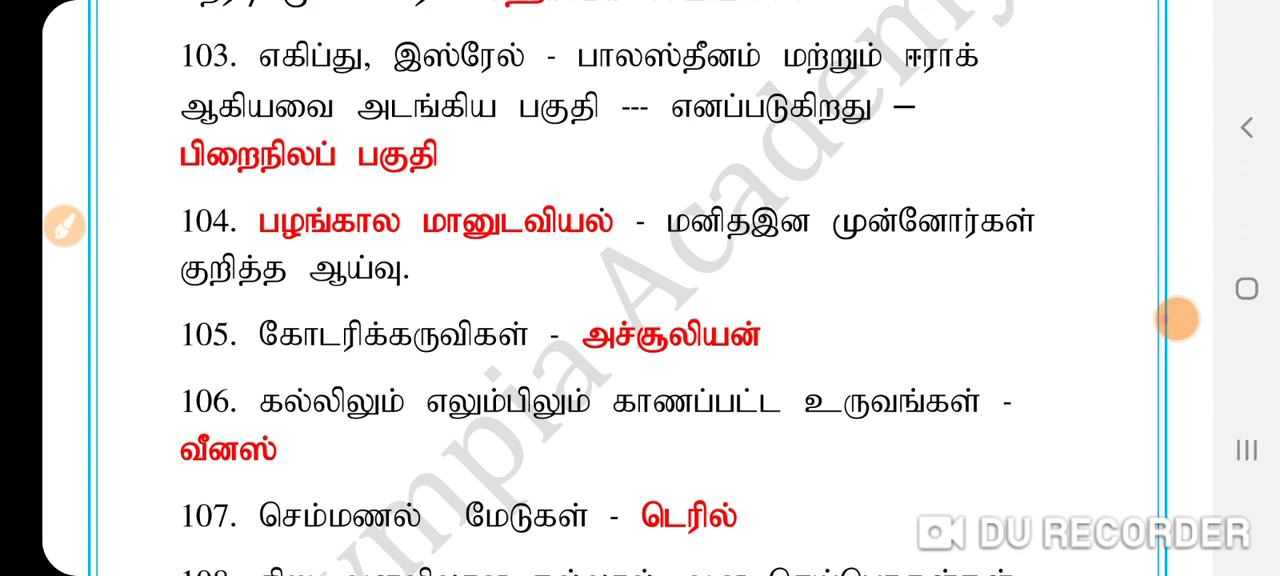 103. எகிப்து, இஸ்ரேல் - பாலஸ்தீனம் மற்றும் ஈராக்
ஆகியவை அடங்கிய பகுதி --- எனப்படுகிறது –
பிறைநிலப் பகுதி
104. பழங்கால மானுடவியல் - மனிதஇன முன்னோர்கள்
குறித்த ஆய்வு.
105. கோடரிக்கருவிகள் - அச்சூலியன்
106. கல்லிலும் எலும்பிலும் காணப்பட்ட உருவங்கள் -
வீனஸ்
107. செம்மணல் மேடுகள் - டெரில்
DU RECORDER
Academy